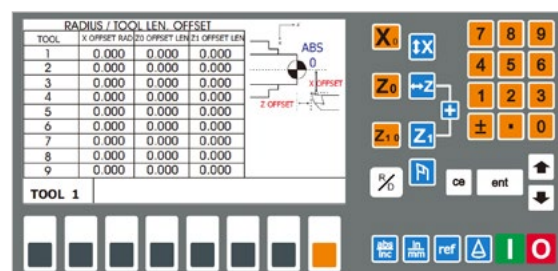 RADIUS / TOOL LEN. OFFSET
TOOL X OFFSET RAD Z0 OFFSET LEN Z1 OFFSET LEN
1 0.000 0.000 0.000
2 0.000 0.000 0.000
3 0.000 0.000 0.000
4 0.000 0.000 0.000
5 0.000 0.000 0.000
6 0.000 0.000 0.000
7 0.000 0.000 0.000
8 0.000 0.000 0.000
9 0.000 0.000 0.000
ABS
0
X OFFSET
Z OFFSET
TOOL 1
X0 X 7 8 9
4 5 6
Z0 Z 1 2 3
+
Z10 Z1 ± . 0
R/D ce ent
abs/inc in/mm ref I O